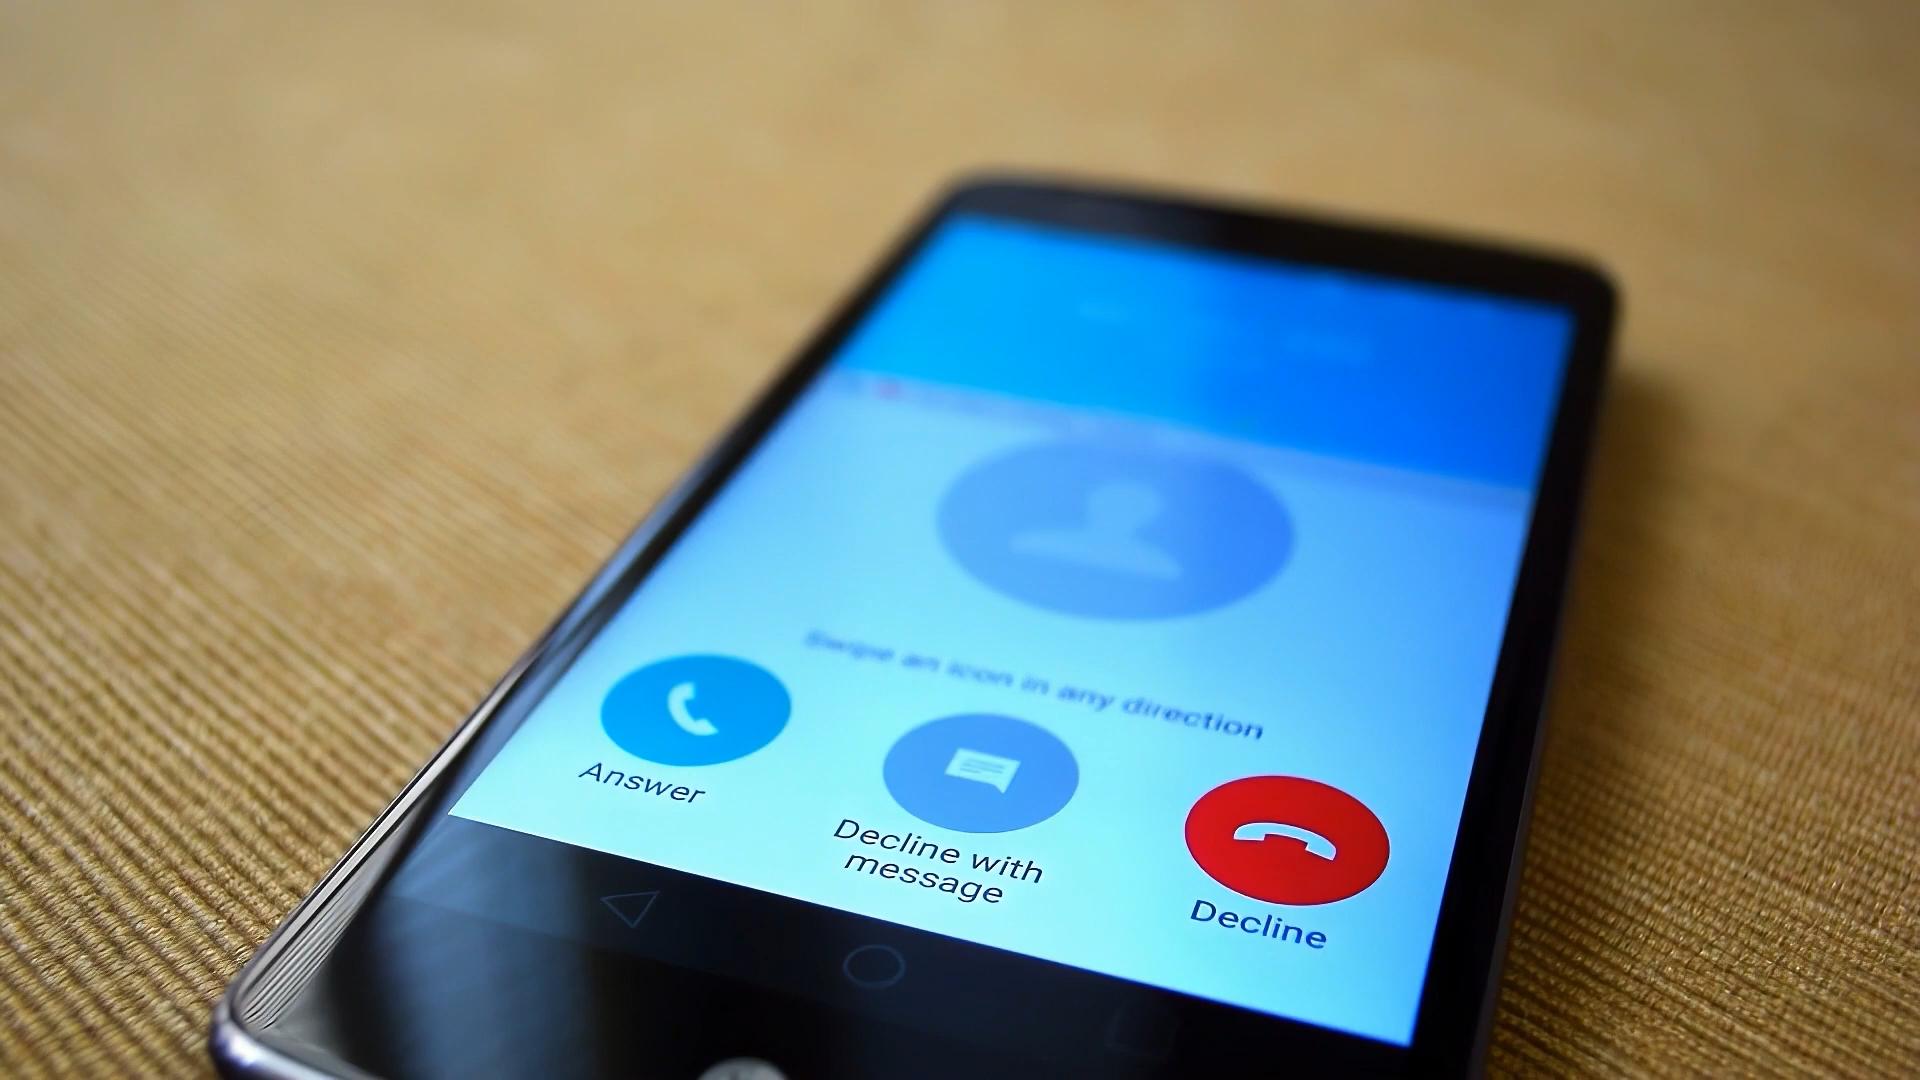 Swipe an icon in any direction
Answer
Decline with
message
Decline